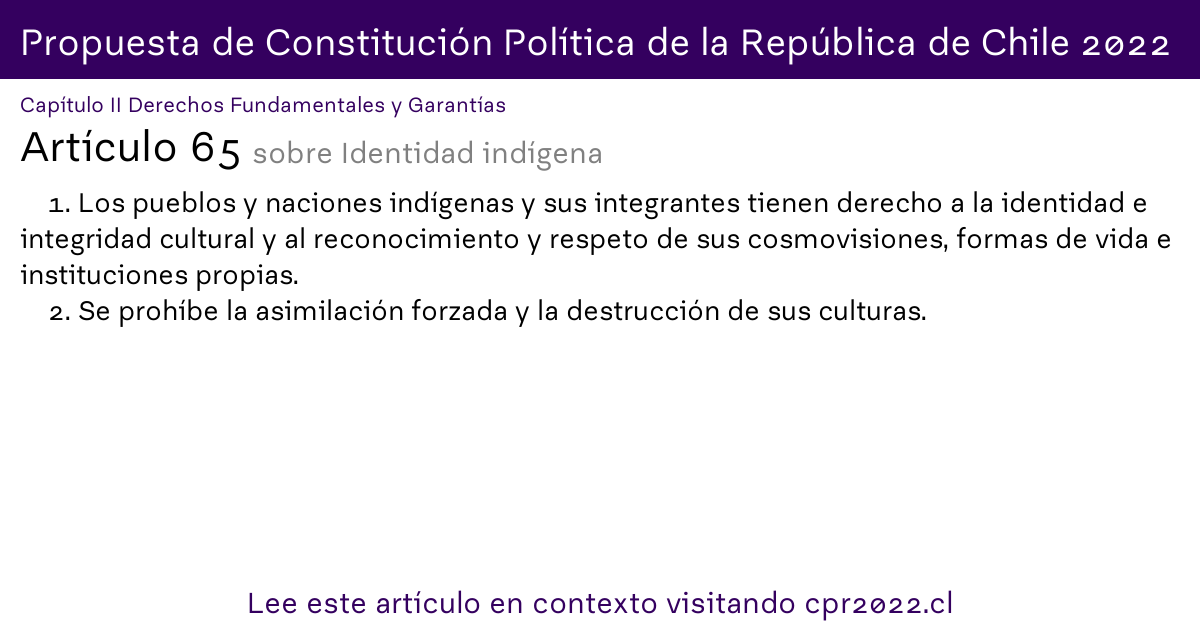 Propuesta de Constitución Política de la República de Chile 2022
Capítulo II Derechos Fundamentales y Garantías
Artículo 65 sobre Identidad indígena
1. Los pueblos y naciones indígenas y sus integrantes tienen derecho a la identidad e
integridad cultural y al reconocimiento y respeto de sus cosmovisiones, formas de vida e
instituciones propias.
2. Se prohíbe la asimilación forzada y la destrucción de sus culturas.
Lee este artículo en contexto visitando cpr2022.cl